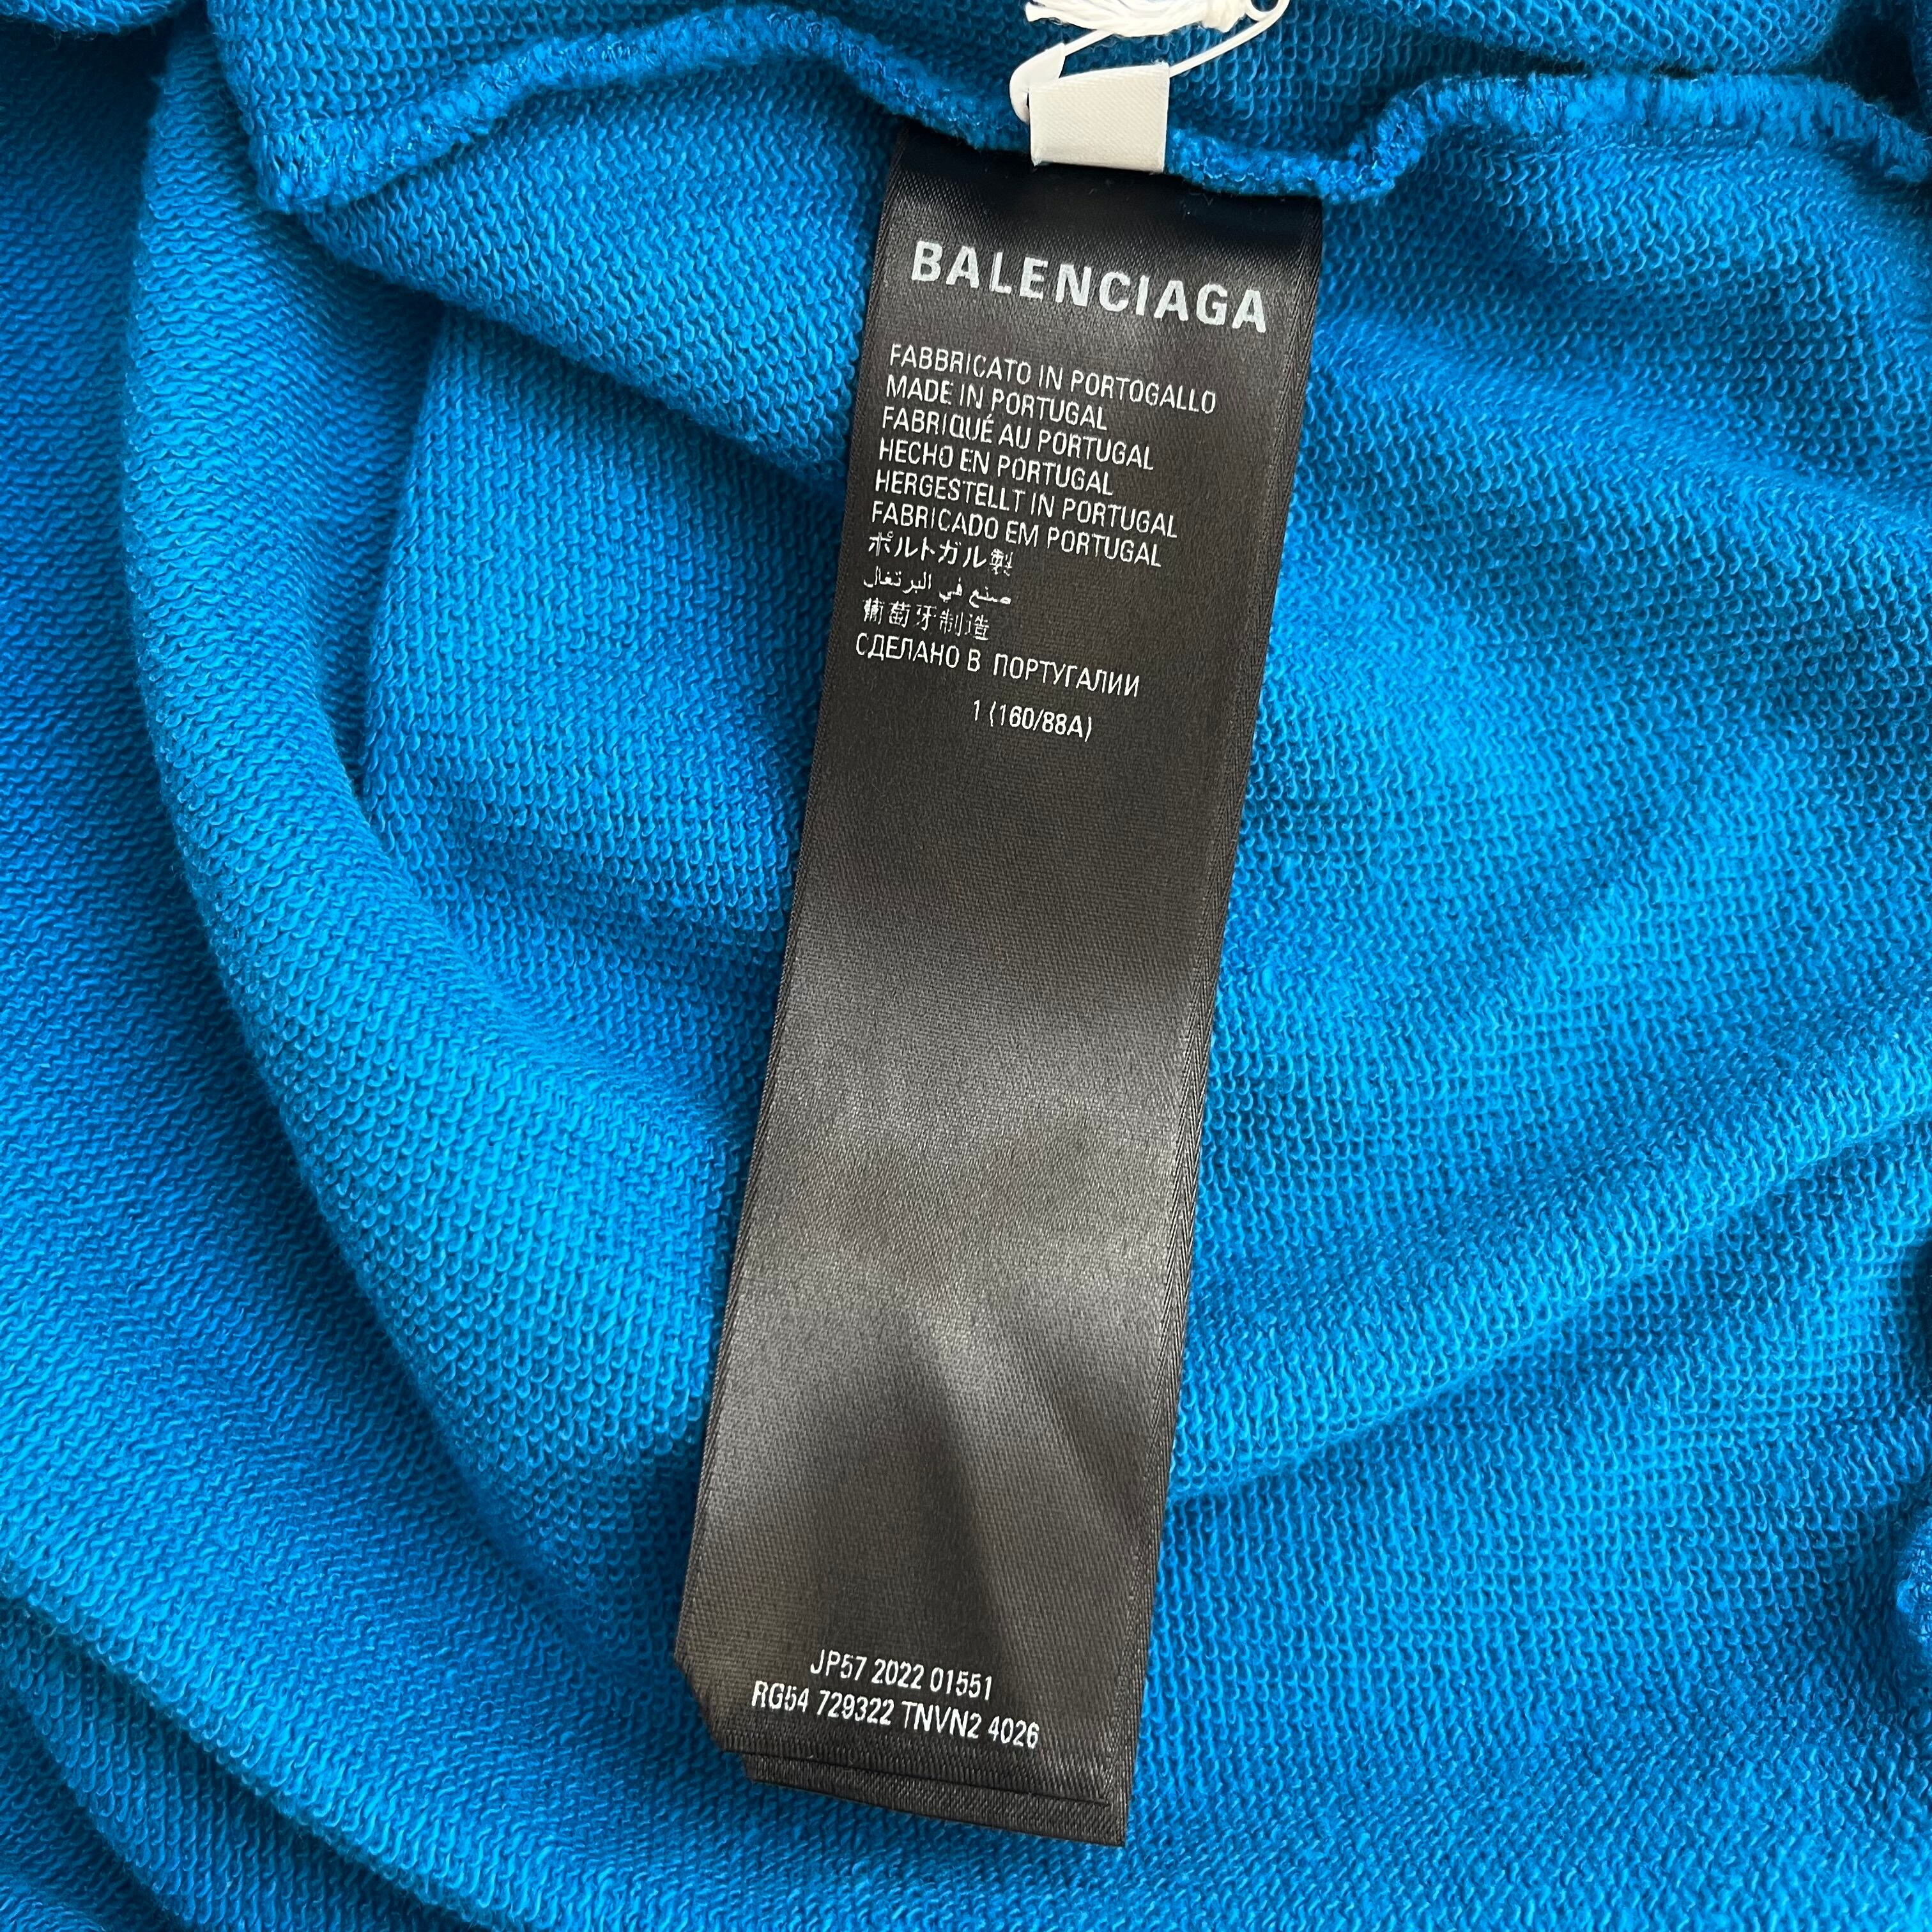 BALENCIAGA
FABBRICATO IN PORTOGALLO
MADE IN PORTUGAL
FABRIQUÉ AU PORTUGAL
HECHO EN PORTUGAL
HERGESTELLT IN PORTUGAL
FABRICADO EM PORTUGAL
ポルトガル製
صنع في البرتغال
葡萄牙制造
СДЕЛАНО В ПОРТУГАЛИИ
1 (160/88A)
JP57 2022 01551
RG54 729322 TNVN2 4026